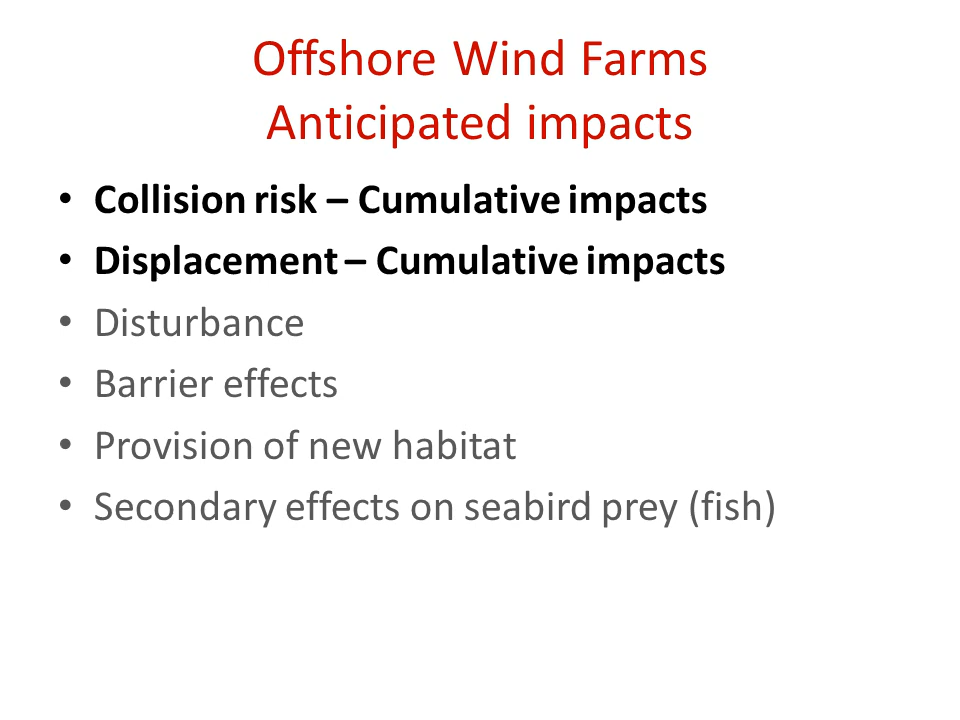 Offshore Wind Farms
Anticipated impacts
• Collision risk – Cumulative impacts
• Displacement – Cumulative impacts
• Disturbance
• Barrier effects
• Provision of new habitat
• Secondary effects on seabird prey (fish)